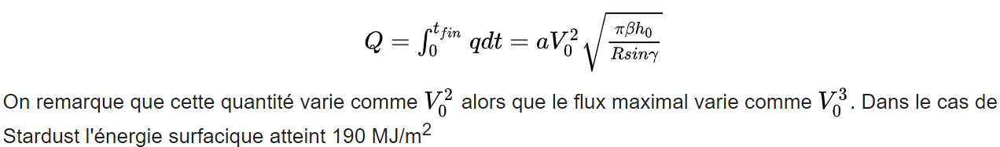 $Q = \int_0^{t_{fin}} qdt = aV_0^2 \sqrt{\frac{\pi \beta h_0}{R sin\gamma}}$
On remarque que cette quantité varie comme $V_0^2$ alors que le flux maximal varie comme $V_0^3$. Dans le cas de
Stardust l'énergie surfacique atteint 190 MJ/m²